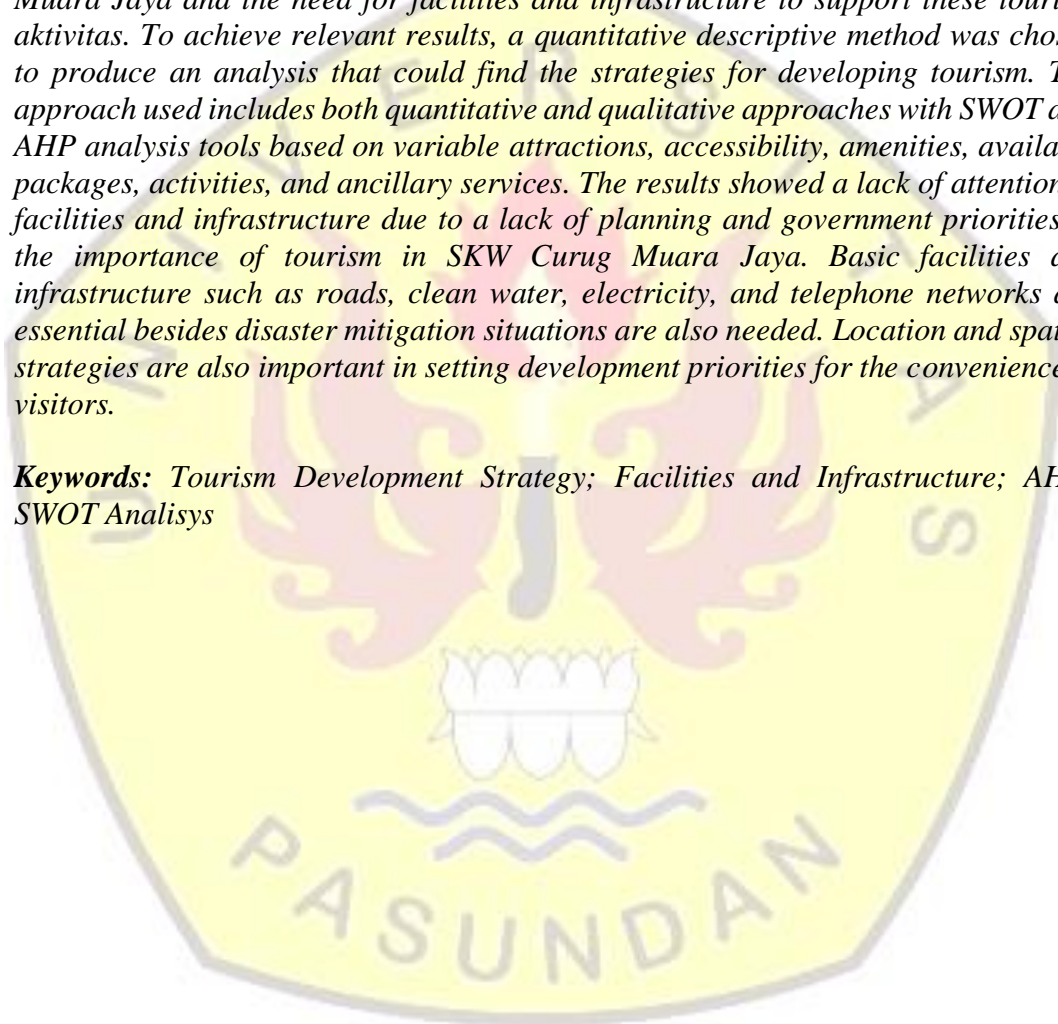 Muara Jaya and the need for facilities and infrastructure to support these
aktivitas. To achieve relevant results, a quantitative descriptive method was
to produce an analysis that could find the strategies for developing tourism.
approach used includes both quantitative and qualitative approaches with SWOT
AHP analysis tools based on variable attractions, accessibility, amenities,
packages, activities, and ancillary services. The results showed a lack of attention
facilities and infrastructure due to a lack of planning and government priorities
the importance of tourism in SKW Curug Muara Jaya. Basic facilities
infrastructure such as roads, clean water, electricity, and telephone networks
essential besides disaster mitigation situations are also needed. Location and
strategies are also important in setting development priorities for the convenience
visitors.
Keywords: Tourism Development Strategy; Facilities and Infrastructure;
SWOT Analisys
UNIVERSITAS
PASUNDAN